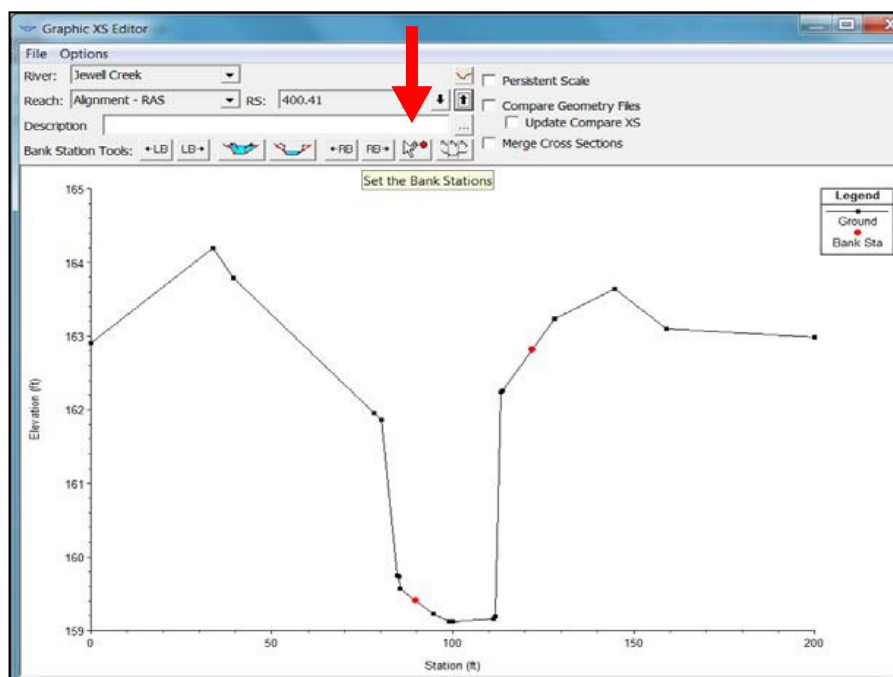 Graphic XS Editor
File Options
River: Jewell Creek
Reach: Alignment - RAS RS: 400.41
Description ...
Bank Station Tools: LB LB RB RB
Persistent Scale
Compare Geometry Files
Update Compare XS
Merge Cross Sections
Set the Bank Stations
Legend
Ground
Bank Sta
165
164
163
162
161
160
159
Elevation (ft)
0 50 100 150 200
Station (ft)